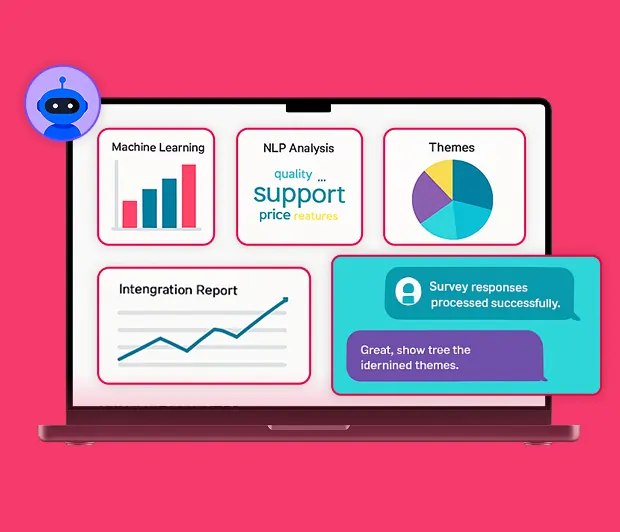 Machine Learning
NLP Analysis
Themes
quality ...
support
price reatures
Intengration Report
Survey responses
processed successfully.
Great, show tree the
idernined themes.